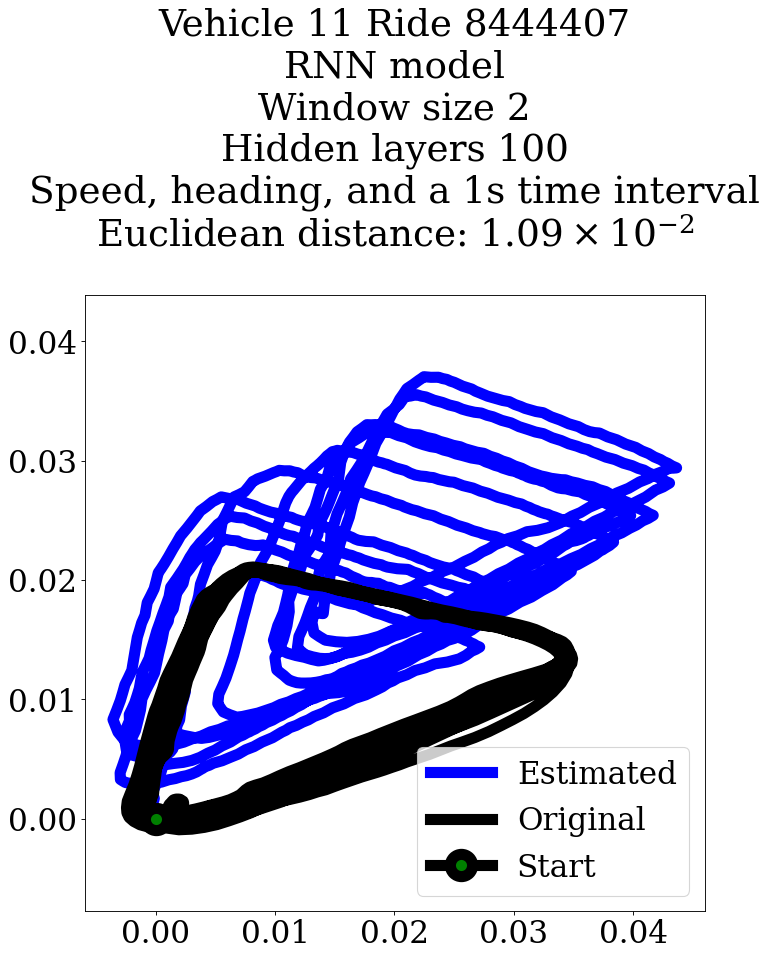 Vehicle 11 Ride 8444407
RNN model
Window size 2
Hidden layers 100
Speed, heading, and a 1s time interval
Euclidean distance: 1.09 × 10⁻²
0.04
0.03
0.02
0.01
0.00
Estimated
Original
Start
0.00 0.01 0.02 0.03 0.04